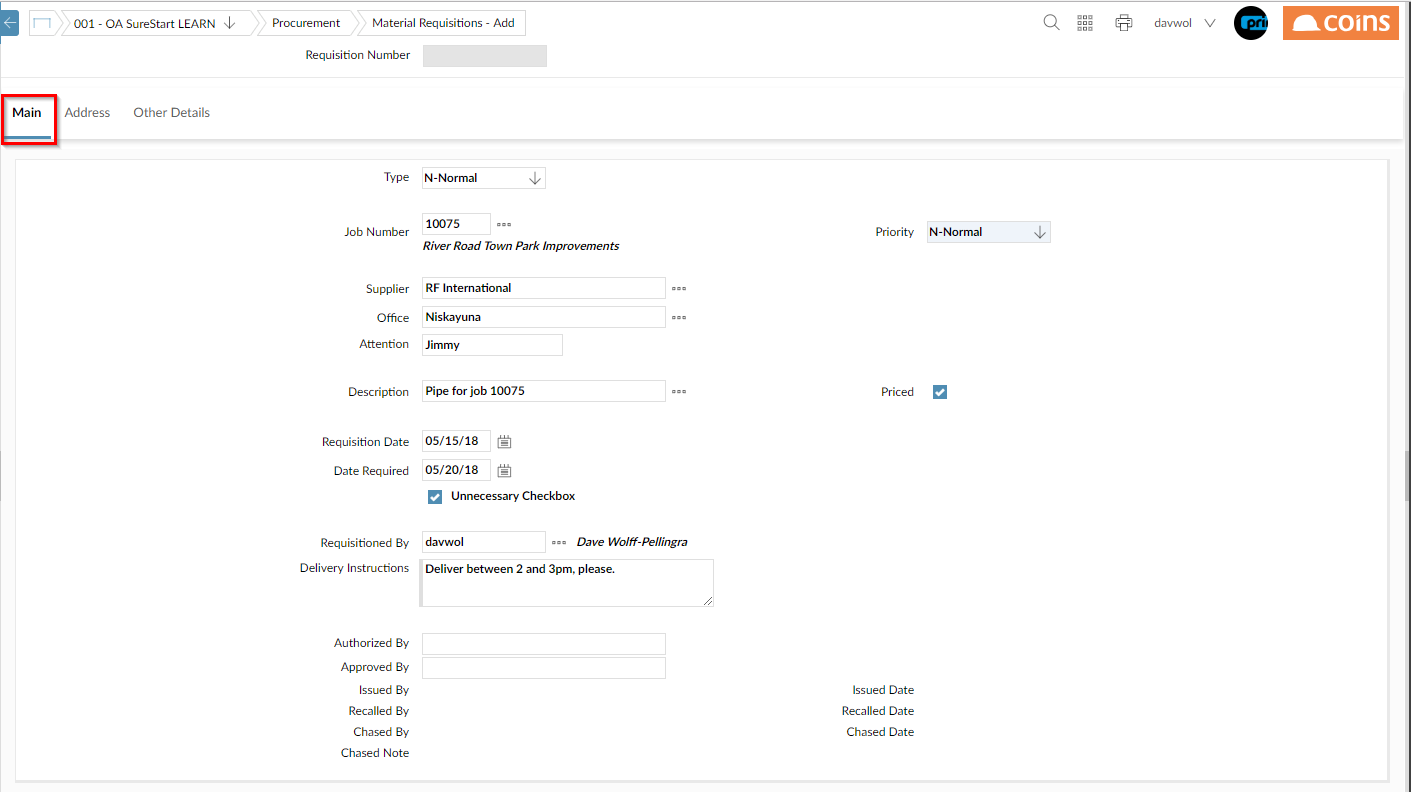 001 - OA SureStart LEARN
Procurement
Material Requisitions - Add
davwol
pri
coins
Requisition Number
Main
Address
Other Details
Type
N-Normal
Job Number
10075
River Road Town Park Improvements
Priority
N-Normal
Supplier
RF International
Office
Niskayuna
Attention
Jimmy
Description
Pipe for job 10075
Priced
Requisition Date
05/15/18
Date Required
05/20/18
Unnecessary Checkbox
Requisitioned By
davwol
Dave Wolff-Pellingra
Delivery Instructions
Deliver between 2 and 3pm, please.
Authorized By
Approved By
Issued By
Issued Date
Recalled By
Recalled Date
Chased By
Chased Date
Chased Note